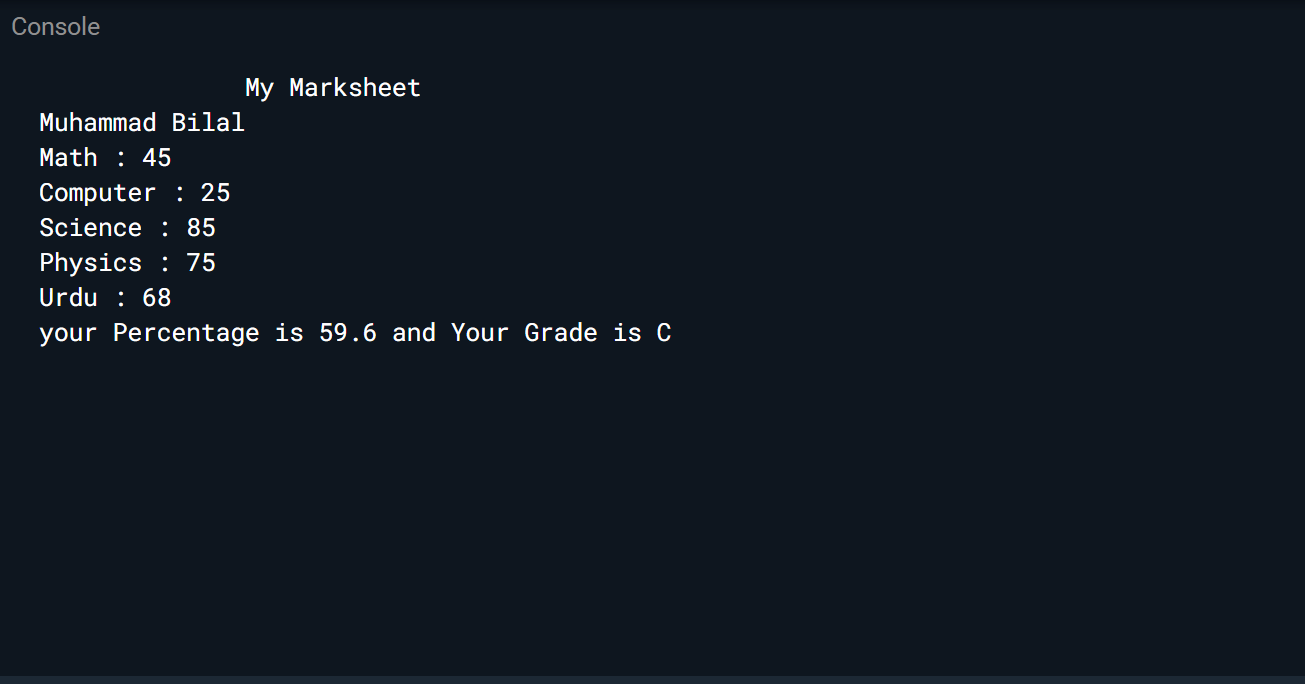 Console
My Marksheet
Muhammad Bilal
Math : 45
Computer : 25
Science : 85
Physics : 75
Urdu : 68
your Percentage is 59.6 and Your Grade is C